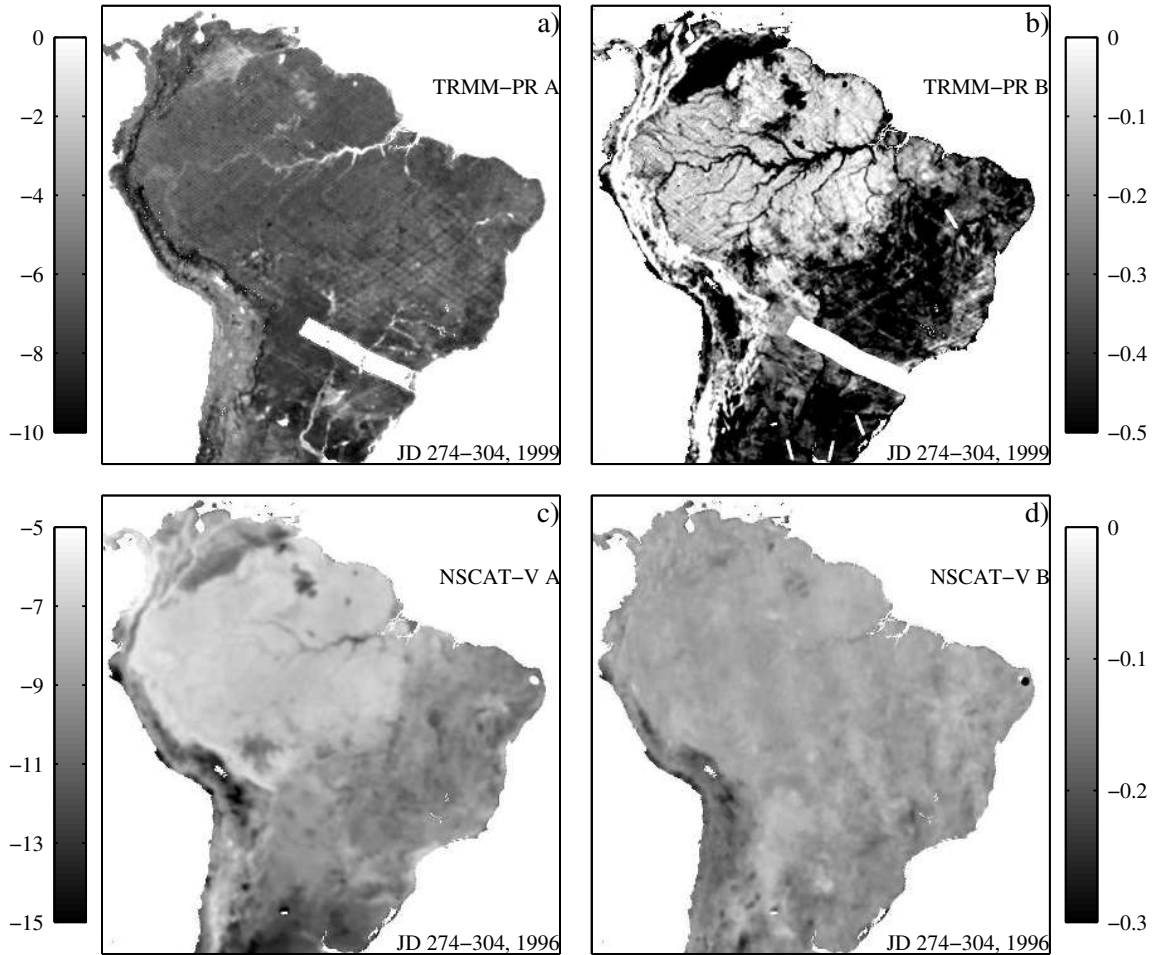 a)
TRMM−PR A
JD 274−304, 1999
0
−2
−4
−6
−8
−10
b)
TRMM−PR B
JD 274−304, 1999
0
−0.1
−0.2
−0.3
−0.4
−0.5
c)
NSCAT−V A
JD 274−304, 1996
−5
−7
−9
−11
−13
−15
d)
NSCAT−V B
JD 274−304, 1996
0
−0.1
−0.2
−0.3